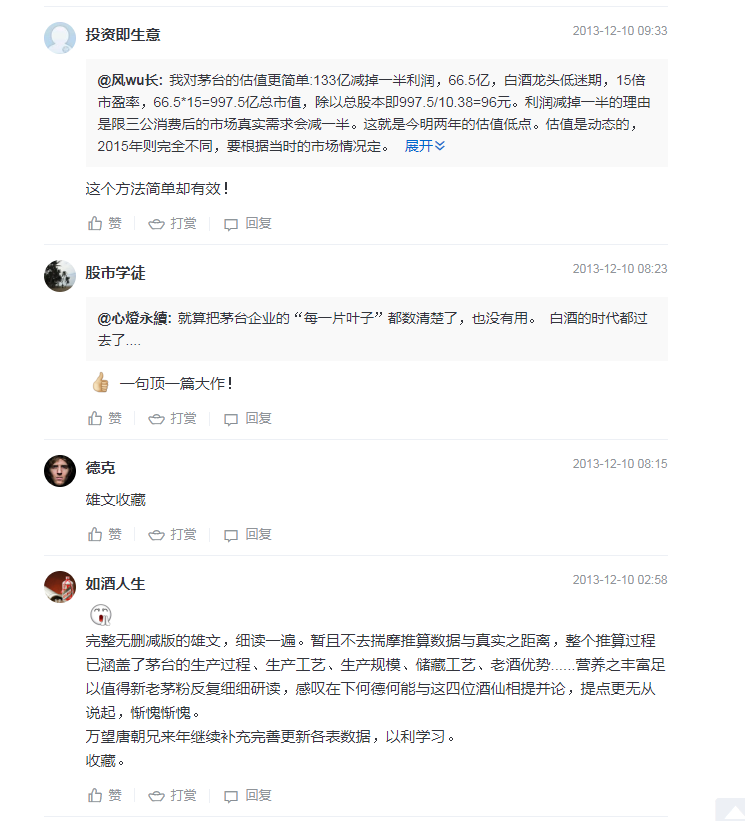 投资即生意
2013-12-10 09:33
@风wu长: 我对茅台的估值更简单:133亿减掉一半利润，66.5亿，白酒龙头低迷期，15倍
市盈率，66.5*15=997.5亿总市值，除以总股本即997.5/10.38=96元。利润减掉一半的理由
是限三公消费后的市场真实需求会减一半。这就是今明两年的估值低点。估值是动态的，
2015年则完全不同，要根据当时的市场情况定。 展开
这个方法简单却有效！
赞 打赏 回复
股市学徒
2013-12-10 08:23
@心燈永續: 就算把茅台企业的“每一片叶子”都数清楚了，也没有用。 白酒的时代都过
去了....
一句顶一篇大作！
赞 打赏 回复
德克
2013-12-10 08:15
雄文收藏
赞 打赏 回复
如酒人生
2013-12-10 02:58
完整无删减版的雄文，细读一遍。暂且不去揣摩推算数据与真实之距离，整个推算过程
已涵盖了茅台的生产过程、生产工艺、生产规模、储藏工艺、老酒优势......营养之丰富足
以值得新老茅粉反复细细研读，感叹在下何德何能与这四位酒仙相提并论，提点更无从
说起，惭愧惭愧。
万望唐朝兄来年继续补充完善更新各表数据，以利学习。
收藏。
赞 打赏 回复